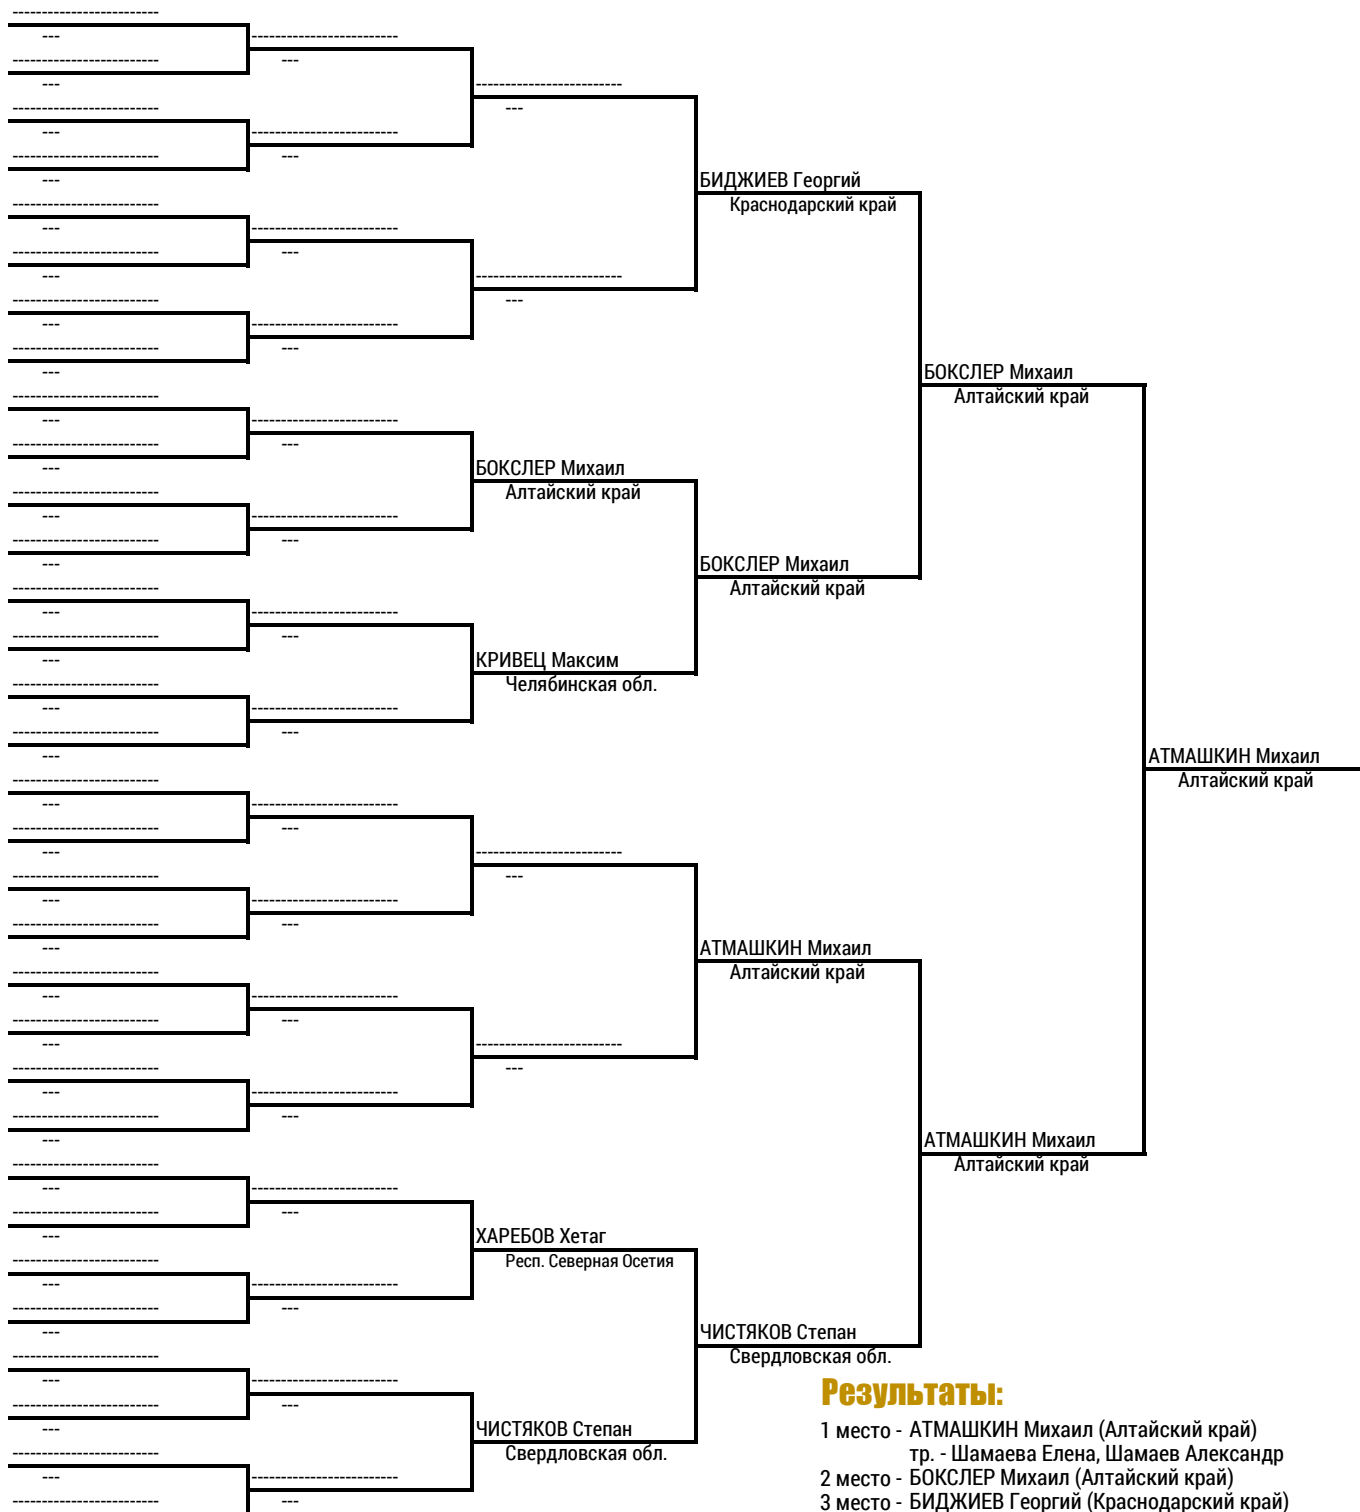 БИДЖИЕВ Георгий
Краснодарский край
БОКСЛЕР Михаил
Алтайский край
БОКСЛЕР Михаил
Алтайский край
БОКСЛЕР Михаил
Алтайский край
КРИВЕЦ Максим
Челябинская обл.
АТМАШКИН Михаил
Алтайский край
АТМАШКИН Михаил
Алтайский край
АТМАШКИН Михаил
Алтайский край
ХАРЕБОВ Хетаг
Респ. Северная Осетия
ЧИСТЯКОВ Степан
Свердловская обл.
ЧИСТЯКОВ Степан
Свердловская обл.
Результаты:
1 место - АТМАШКИН Михаил (Алтайский край)
тр. - Шамаева Елена, Шамаев Александр
2 место - БОКСЛЕР Михаил (Алтайский край)
3 место - БИДЖИЕВ Георгий (Краснодарский край)